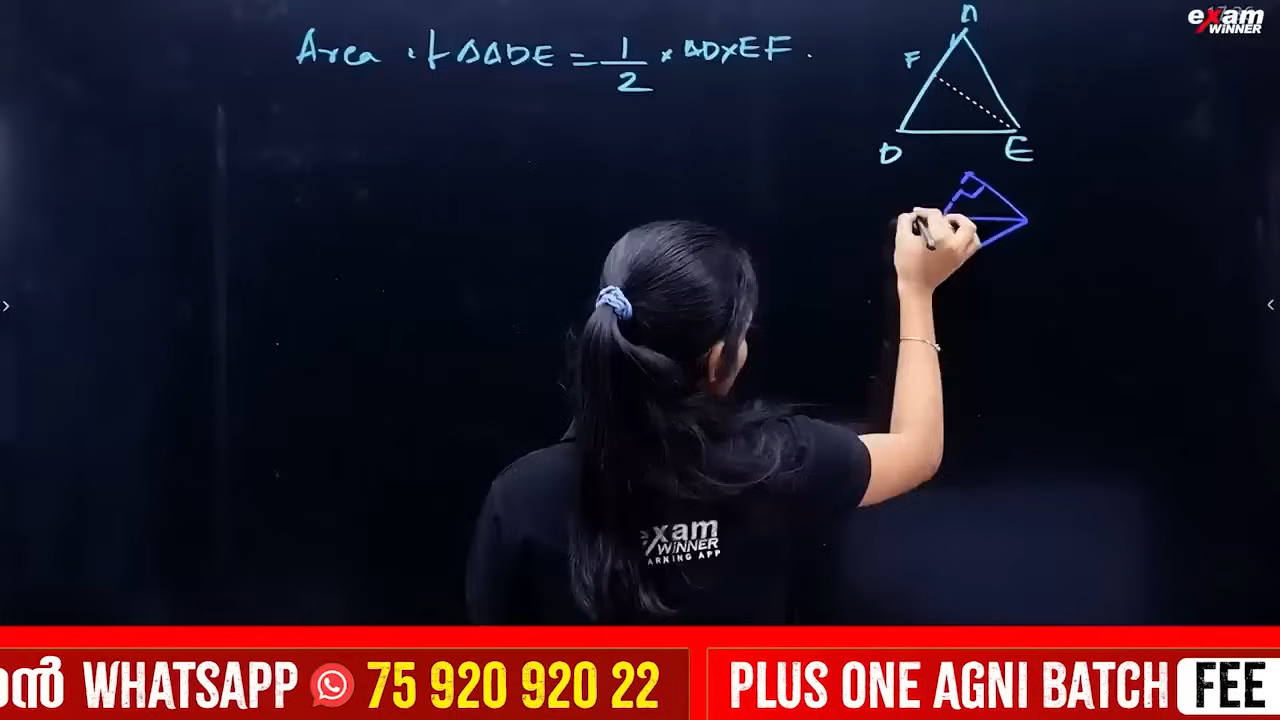 exam
WINNER
Area of ΔADE = 1/2 × AD×EF.
A
F
D
E
exam
WINNER
ARNING APP
ൻ WHATSAPP 75 920 920 22
PLUS ONE AGNI BATCH FEE